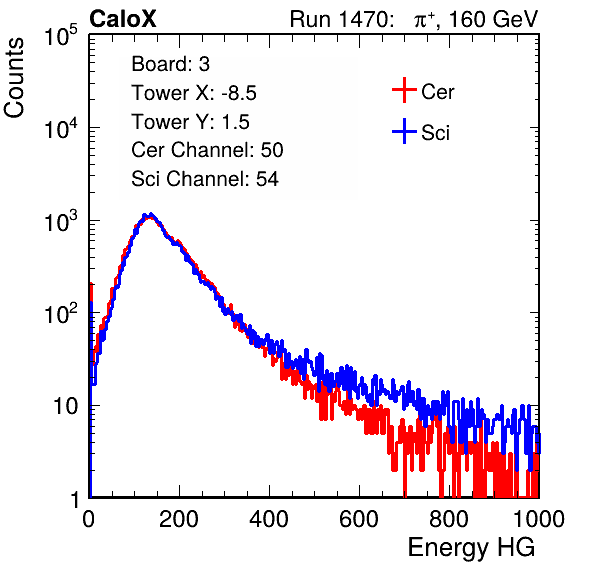 CaloX Run 1470: π⁺, 160 GeV
Counts
10⁵
10⁴
10³
10²
10
1
Board: 3
Tower X: -8.5
Tower Y: 1.5
Cer Channel: 50
Sci Channel: 54
Cer
Sci
0 200 400 600 800 1000
Energy HG